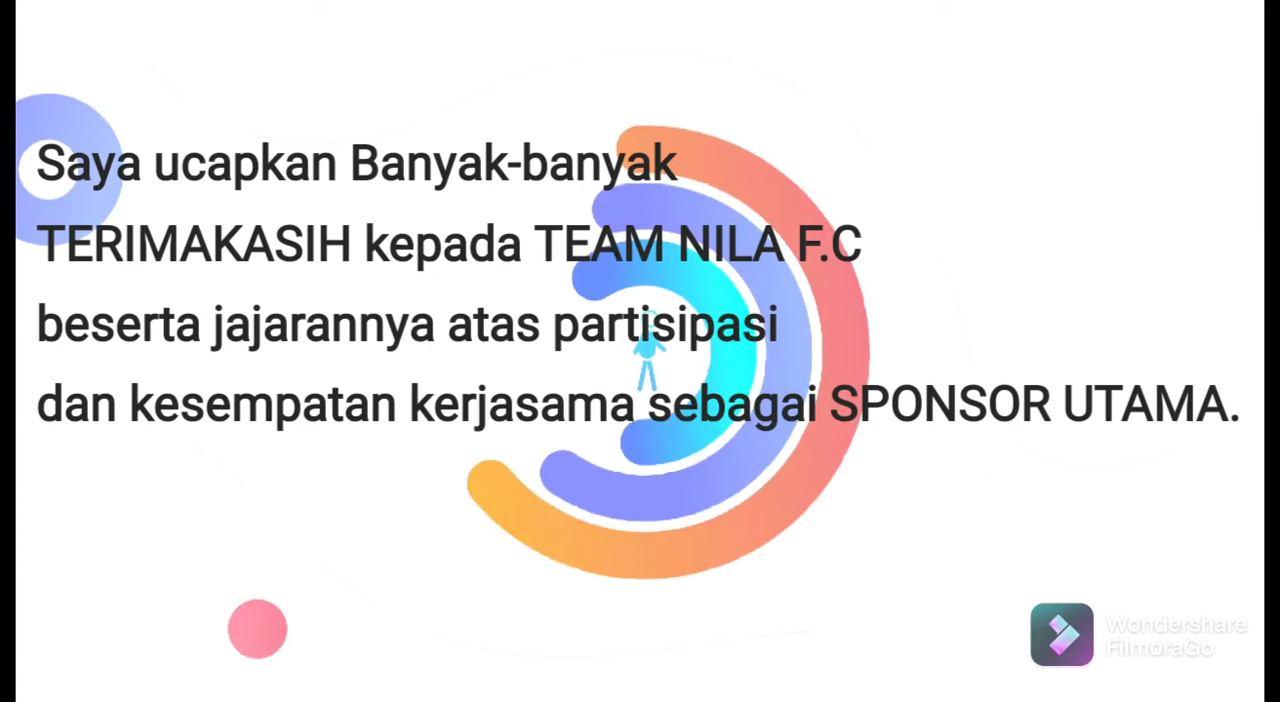 Saya ucapkan Banyak-banyak
TERIMAKASIH kepada TEAM NILA F.C
beserta jajarannya atas partisipasi
dan kesempatan kerjasama sebagai SPONSOR UTAMA.
Wondershare
FilmoraGo